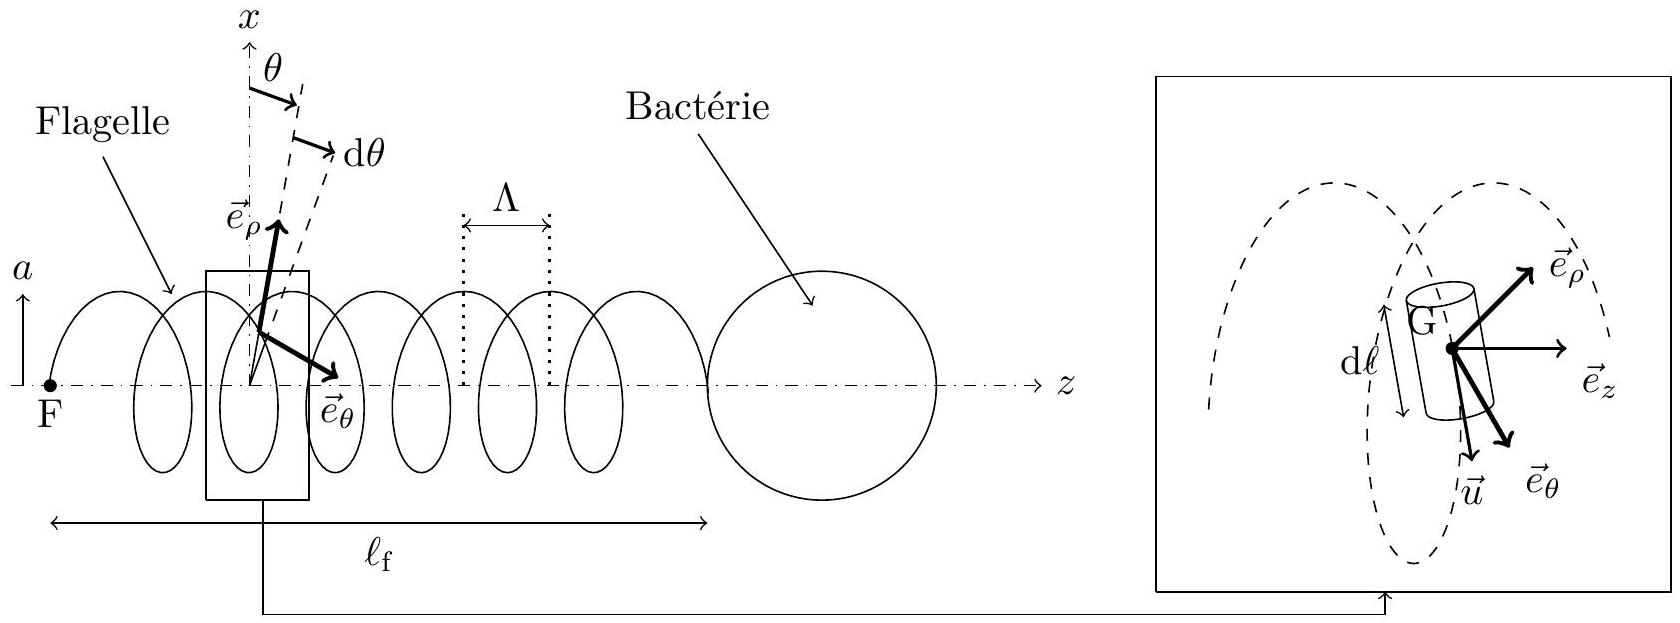 x
θ
Flagelle
Bactérie
dθ
Λ
e⃗ρ
a
z
F
e⃗θ
ℓf
e⃗ρ
G
dℓ
e⃗z
u⃗
e⃗θ